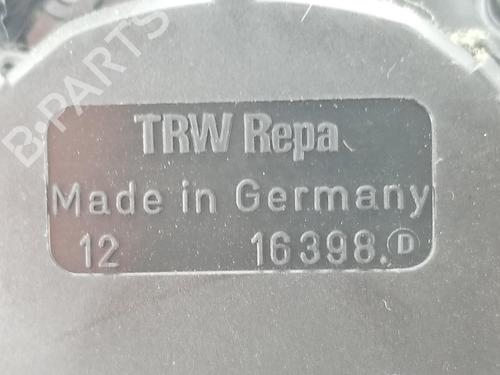 B.PARTS
TRW Repa
Made in Germany
12 16398. D